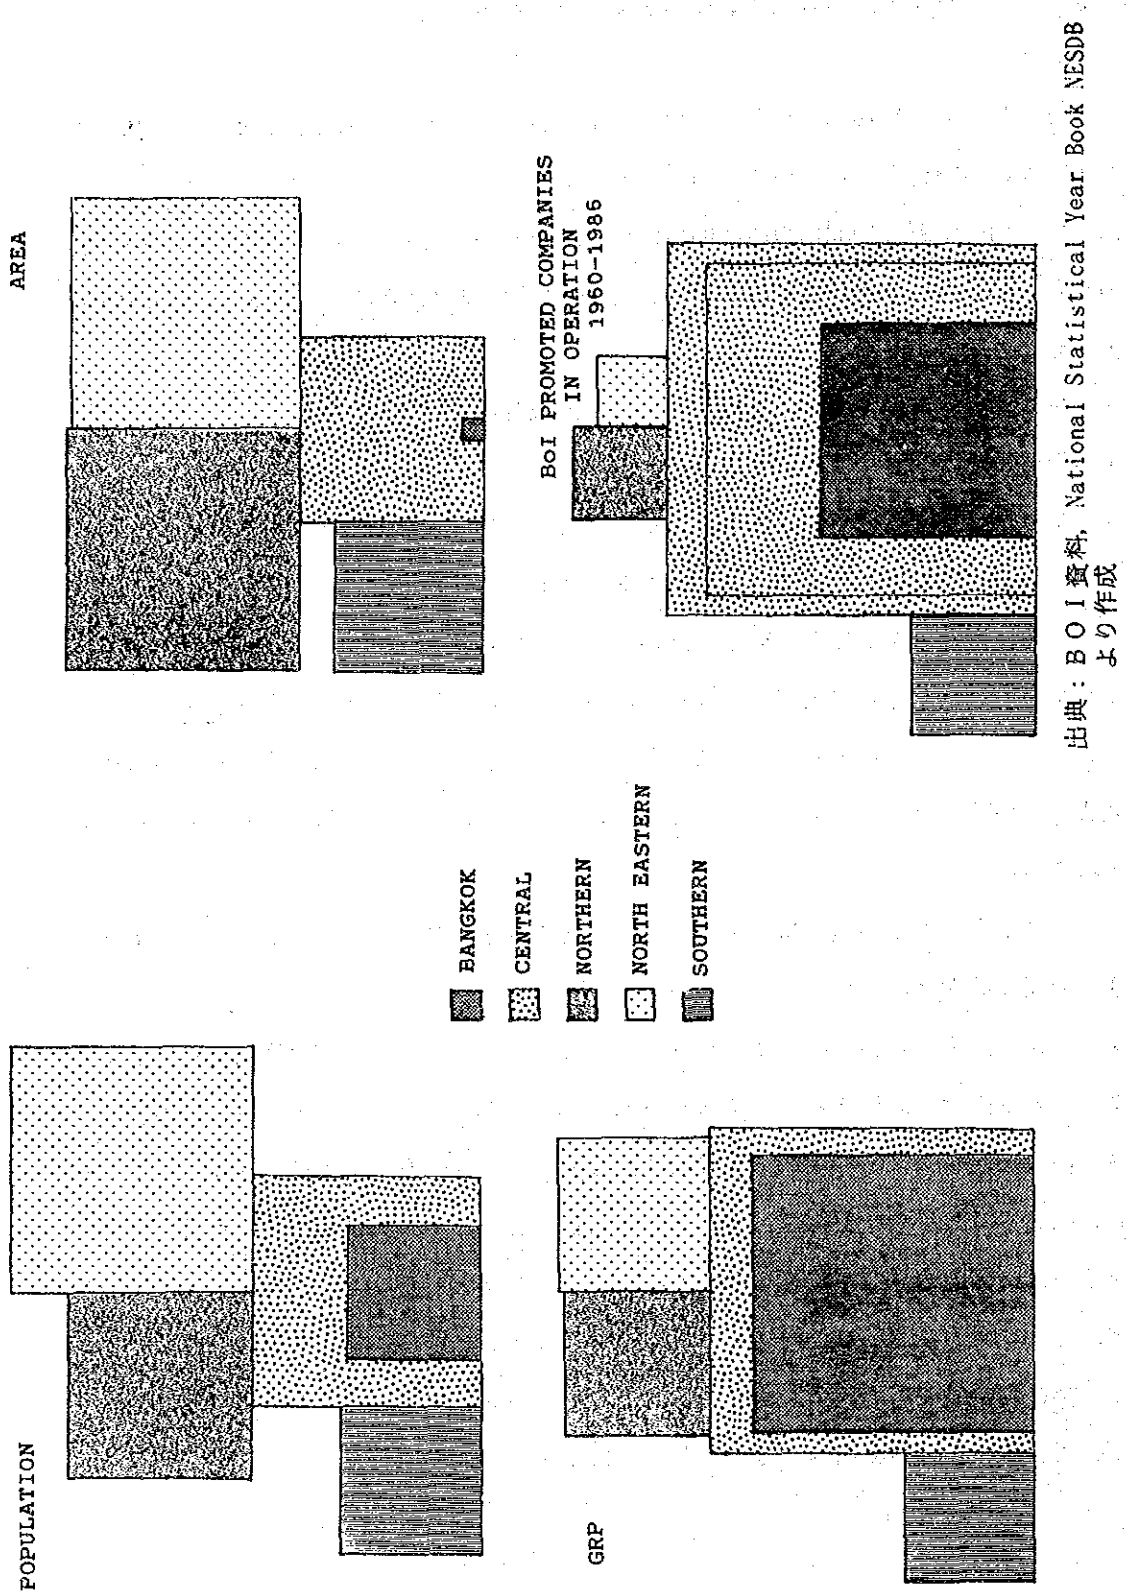 POPULATION
AREA
BANGKOK
CENTRAL
NORTHERN
NORTH EASTERN
SOUTHERN
GRP
BoI PROMOTED COMPANIES
IN OPERATION
1960-1986
出典：ＢＯＩ資料，National Statistical Year Book NESDB
より作成